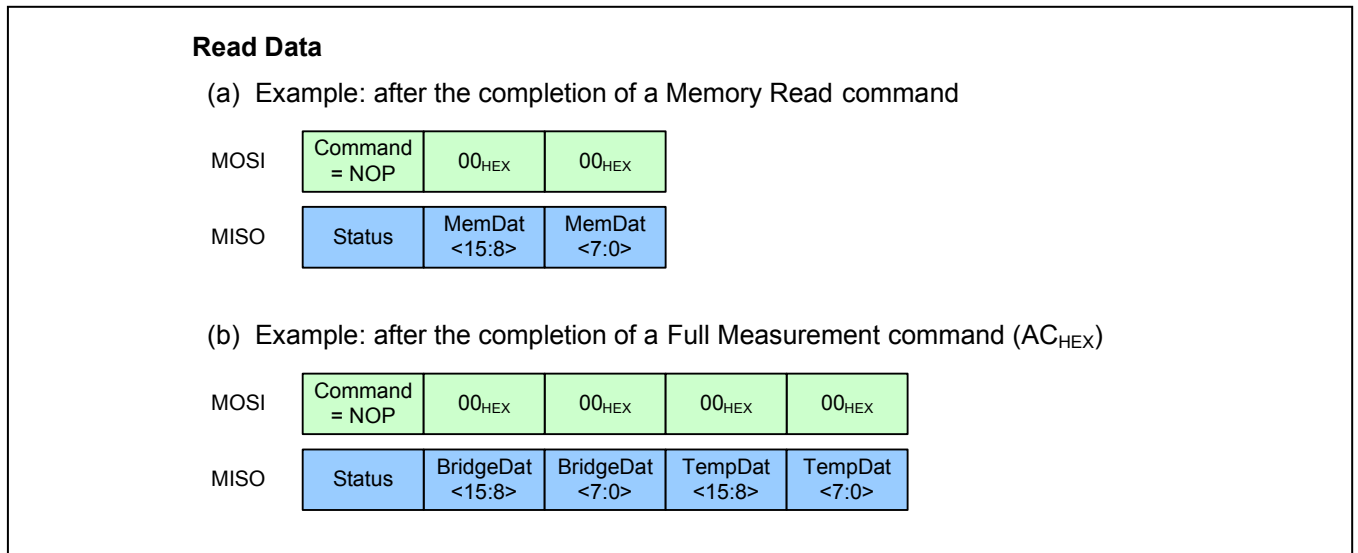 Read Data
(a) Example: after the completion of a Memory Read command
MOSI Command = NOP 00HEX 00HEX
MISO Status MemDat <15:8> MemDat <7:0>
(b) Example: after the completion of a Full Measurement command (ACHEX)
MOSI Command = NOP 00HEX 00HEX 00HEX 00HEX
MISO Status BridgeDat <15:8> BridgeDat <7:0> TempDat <15:8> TempDat <7:0>